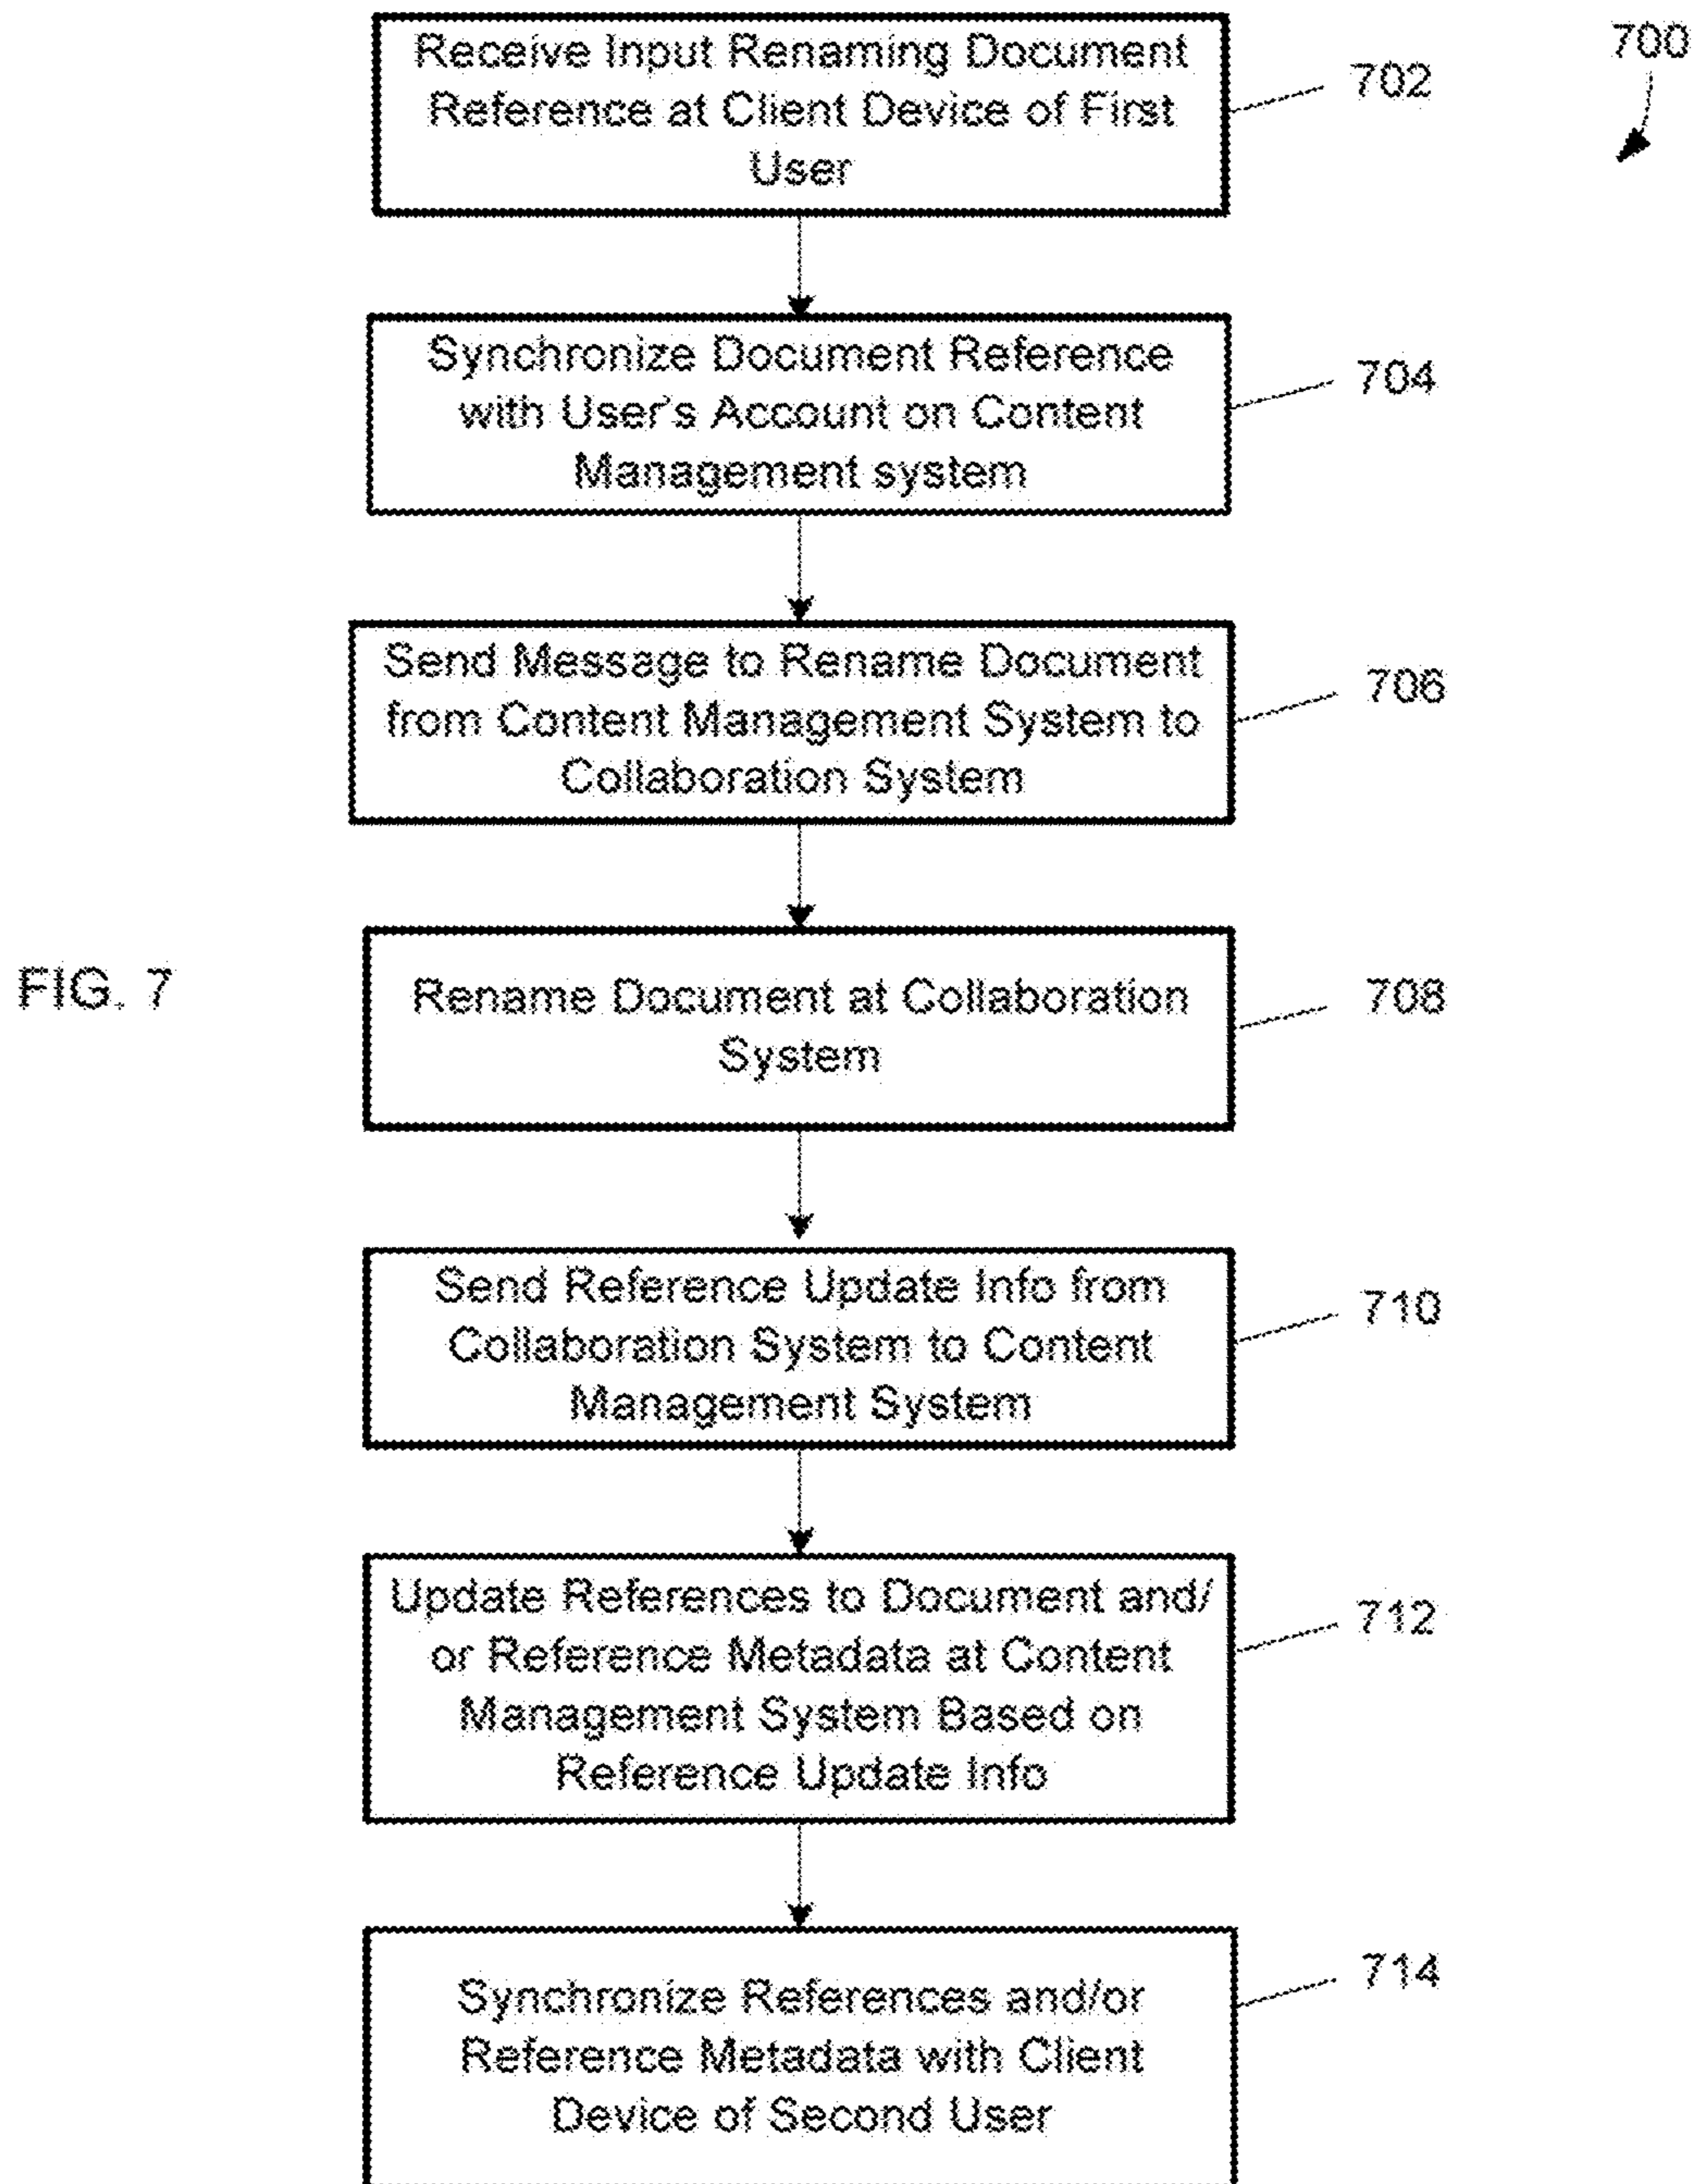 700
Receive Input Renaming Document
Reference at Client Device of First
User
702
Synchronize Document Reference
with User's Account on Content
Management system
704
Send Message to Rename Document
from Content Management System to
Collaboration System
706
FIG. 7
Rename Document at Collaboration
System
708
Send Reference Update Info from
Collaboration System to Content
Management System
710
Update References to Document and/
or Reference Metadata at Content
Management System Based on
Reference Update Info
712
Synchronize References and/or
Reference Metadata with Client
Device of Second User
714